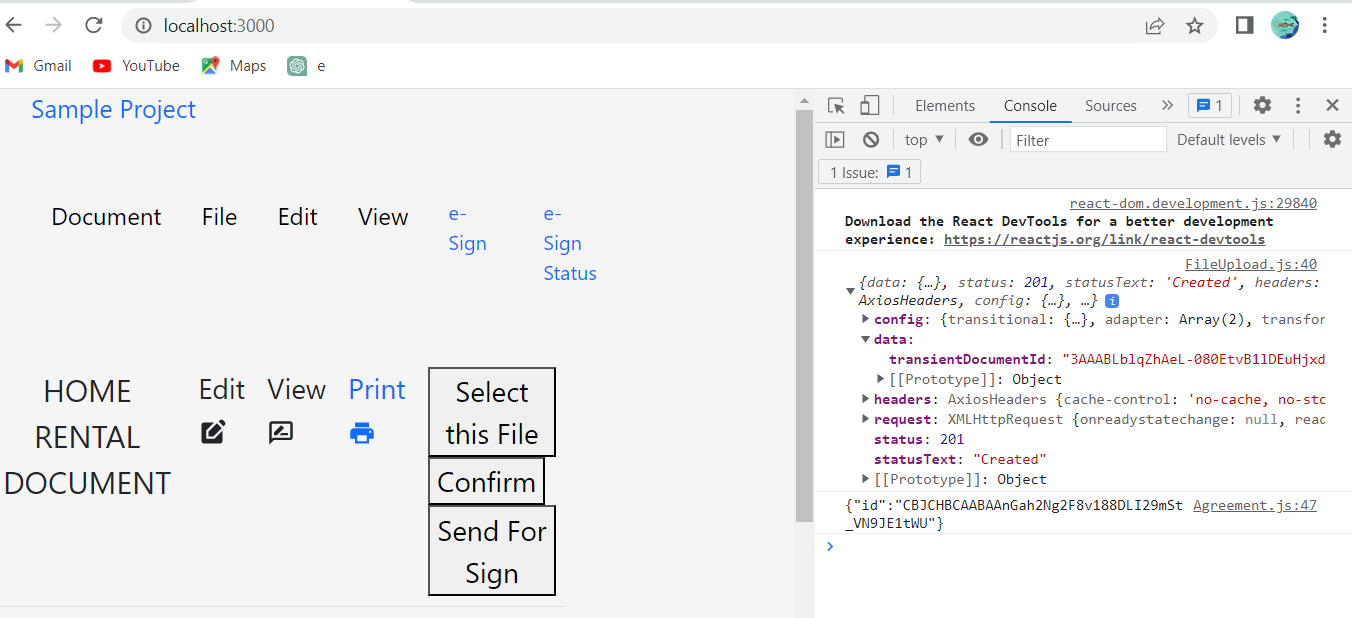 localhost:3000
Gmail YouTube Maps e
Sample Project
Document File Edit View e-
Sign e-
Sign
Status
HOME
RENTAL
DOCUMENT
Edit View Print
Select
this File
Confirm
Send For
Sign
Elements Console Sources » 1
top Filter Default levels
1 Issue: 1
react-dom.development.js:29840
Download the React DevTools for a better development
experience: https://reactjs.org/link/react-devtools
FileUpload.js:40
{data: {…}, status: 201, statusText: 'Created', headers:
AxiosHeaders, config: {…}, …} i
config: {transitional: {…}, adapter: Array(2), transfor
data:
transientDocumentId: "3AAABLblqZhAeL-080EtvB1lDEuHjxd
[[Prototype]]: Object
headers: AxiosHeaders {cache-control: 'no-cache, no-sto
request: XMLHttpRequest {onreadystatechange: null, read
status: 201
statusText: "Created"
[[Prototype]]: Object
{"id":"CBJCHBCAABAAnGah2Ng2F8v188DLI29mSt Agreement.js:47
_VN9JE1tWU"}